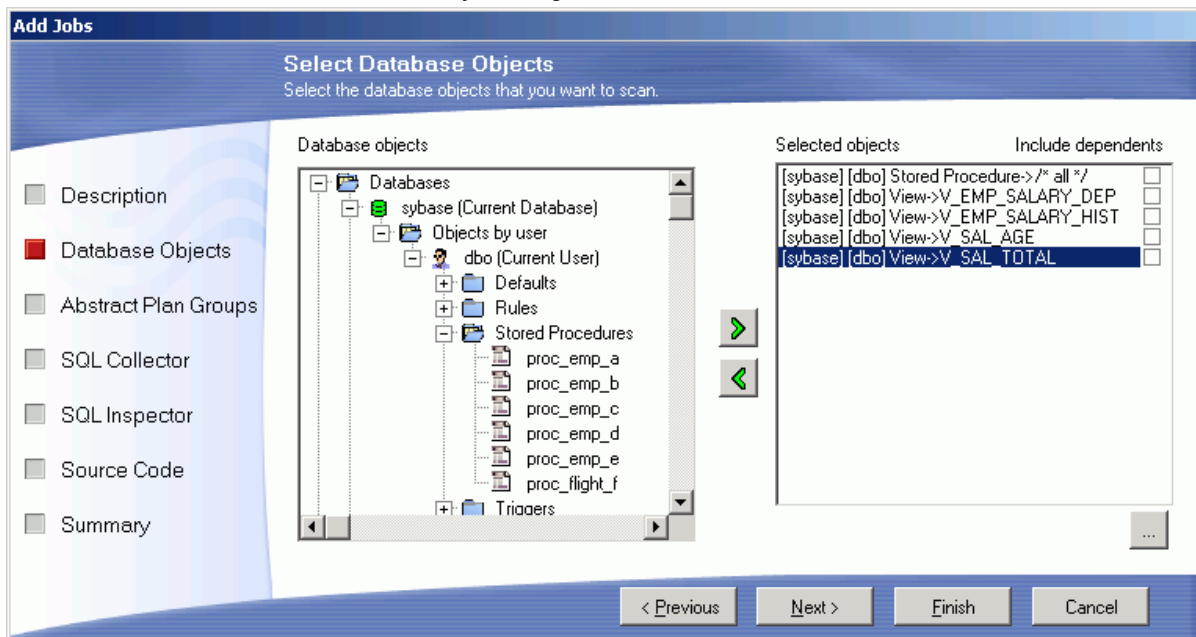 Add Jobs
Select Database Objects
Select the database objects that you want to scan.
Description
Database Objects
Abstract Plan Groups
SQL Collector
SQL Inspector
Source Code
Summary
Database objects
Databases
sybase (Current Database)
Objects by user
dbo (Current User)
Defaults
Rules
Stored Procedures
proc_emp_a
proc_emp_b
proc_emp_c
proc_emp_d
proc_emp_e
proc_flight_f
Triggers
Selected objects Include dependents
[sybase] [dbo] Stored Procedure->/* all */
[sybase] [dbo] View->V_EMP_SALARY_DEP
[sybase] [dbo] View->V_EMP_SALARY_HIST
[sybase] [dbo] View->V_SAL_AGE
[sybase] [dbo] View->V_SAL_TOTAL
...
< Previous Next > Finish Cancel